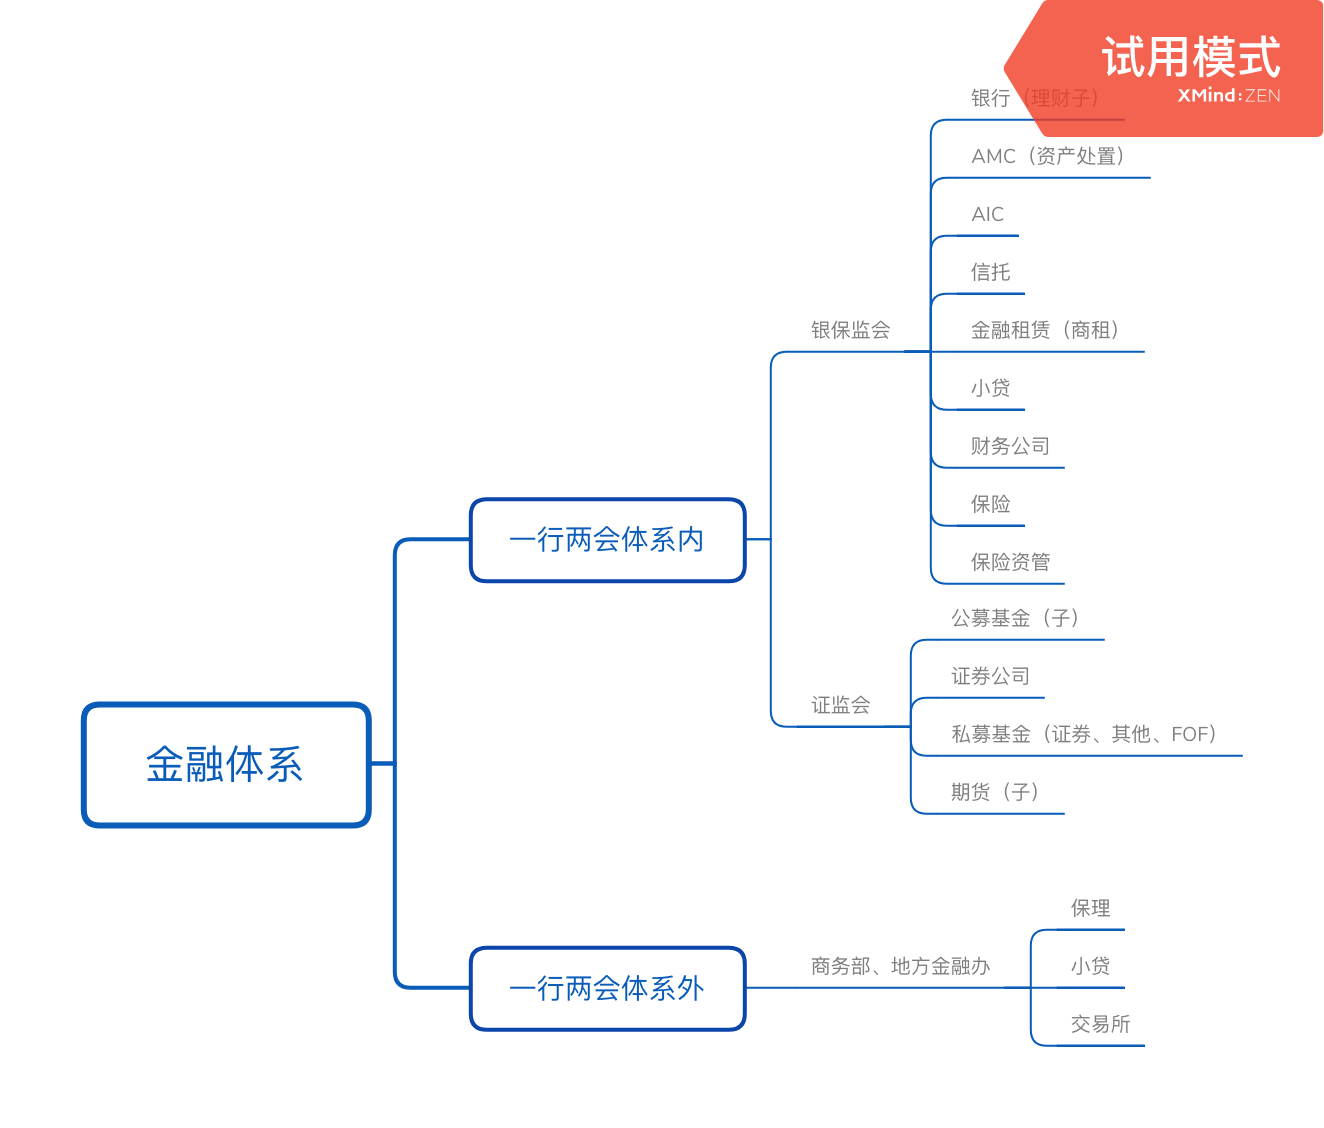 试用模式
XMind:ZEN
银行（理财子）
AMC（资产处置）
AIC
信托
金融租赁（商租）
银保监会
小贷
财务公司
保险
保险资管
一行两会体系内
公募基金（子）
证券公司
证监会
私募基金（证券、其他、FOF）
期货（子）
金融体系
保理
商务部、地方金融办
小贷
一行两会体系外
交易所